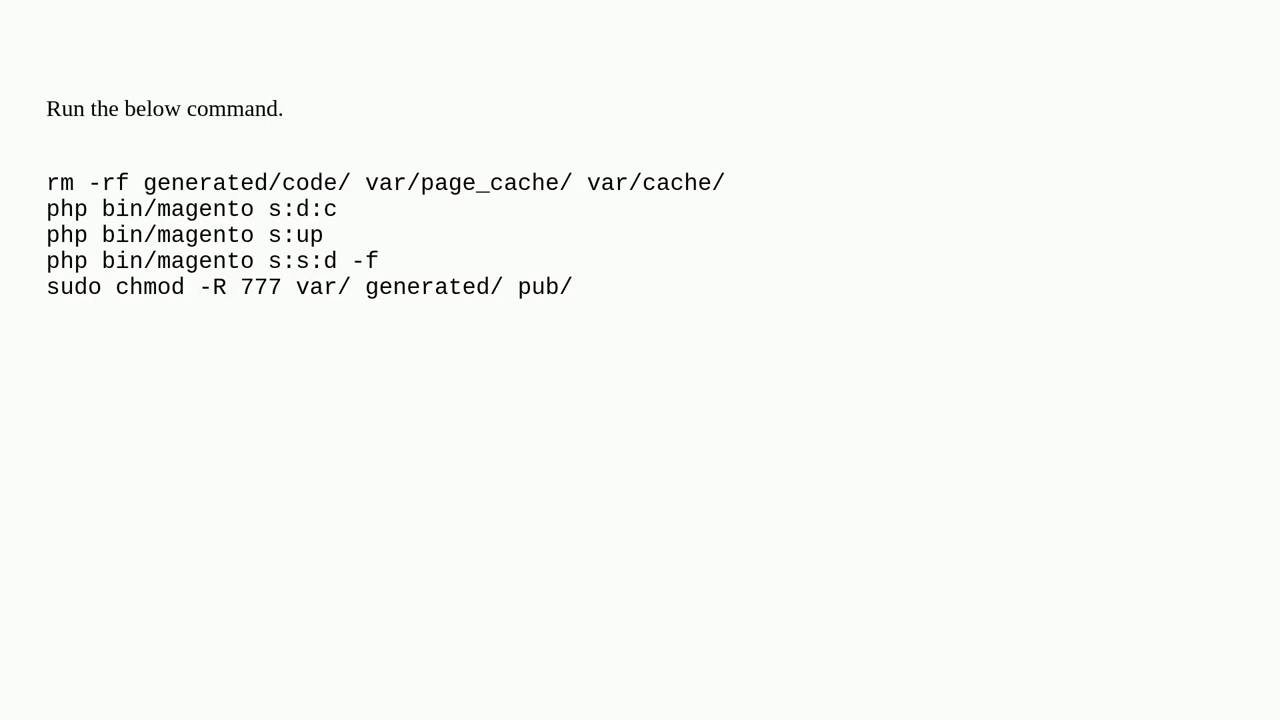 Run the below command.
rm -rf generated/code/ var/page_cache/ var/cache/
php bin/magento s:d:c
php bin/magento s:up
php bin/magento s:s:d -f
sudo chmod -R 777 var/ generated/ pub/